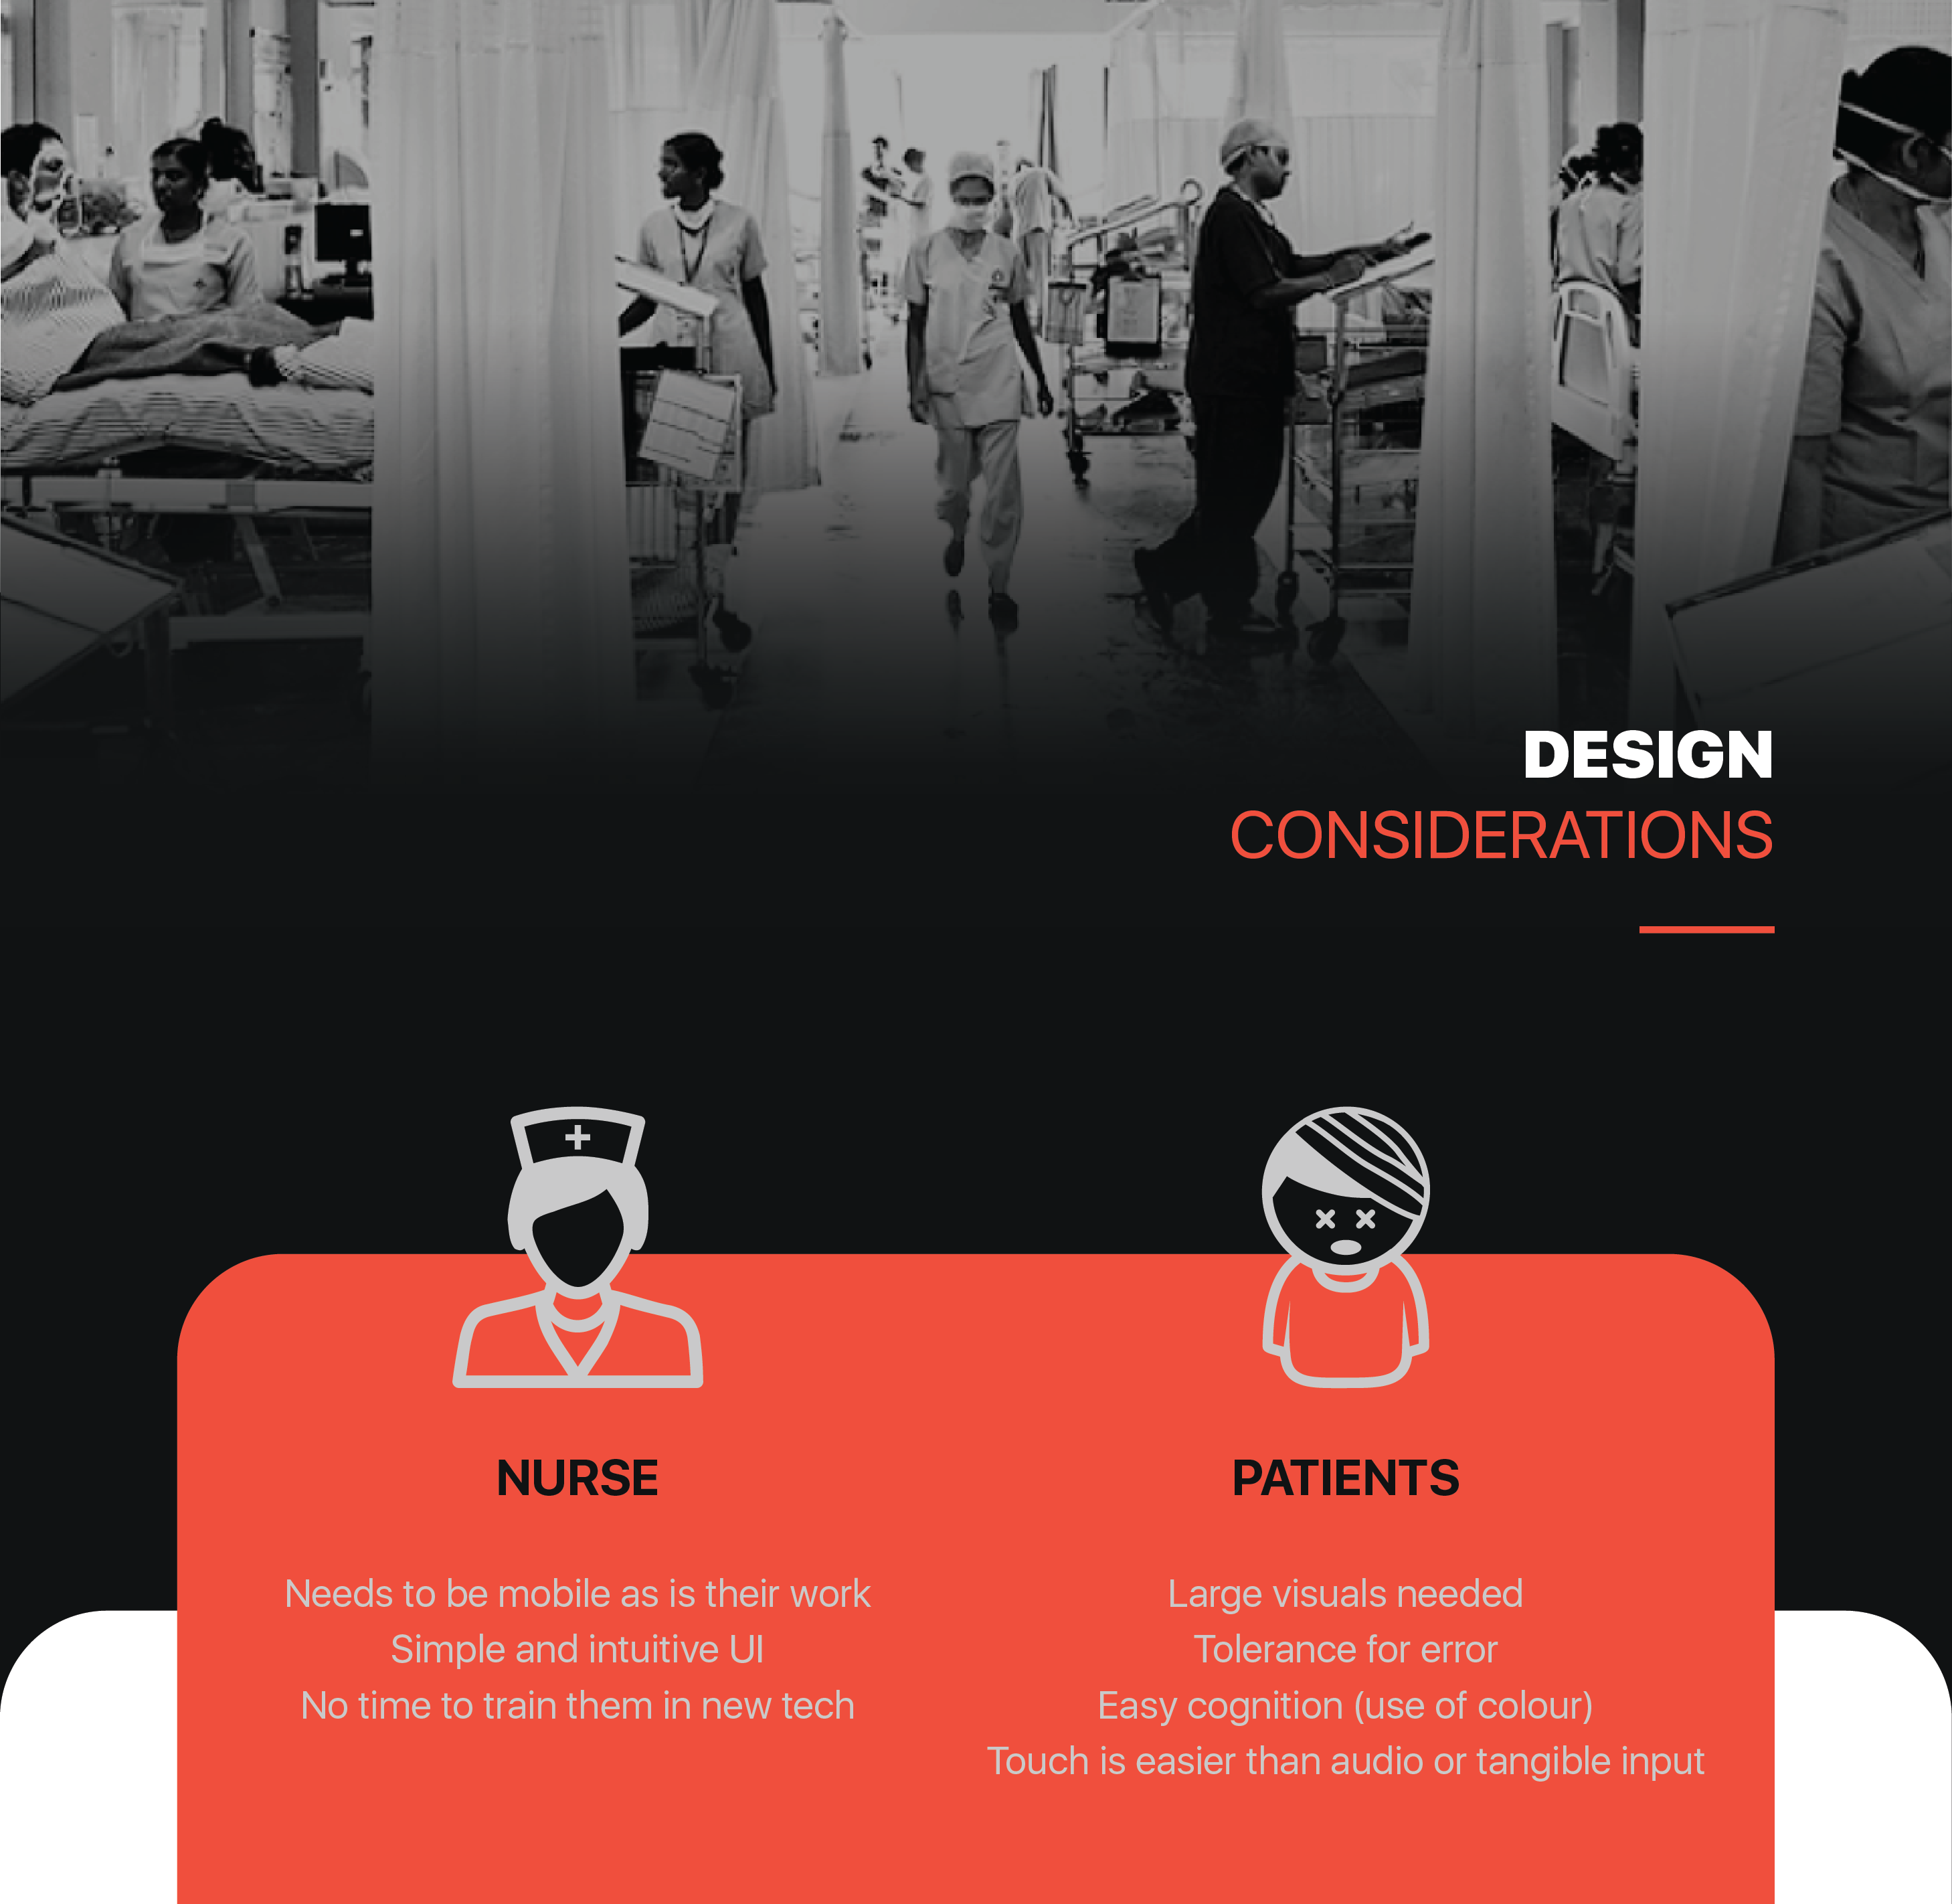 DESIGN
CONSIDERATIONS
NURSE
Needs to be mobile as is their work
Simple and intuitive UI
No time to train them in new tech
PATIENTS
Large visuals needed
Tolerance for error
Easy cognition (use of colour)
Touch is easier than audio or tangible input